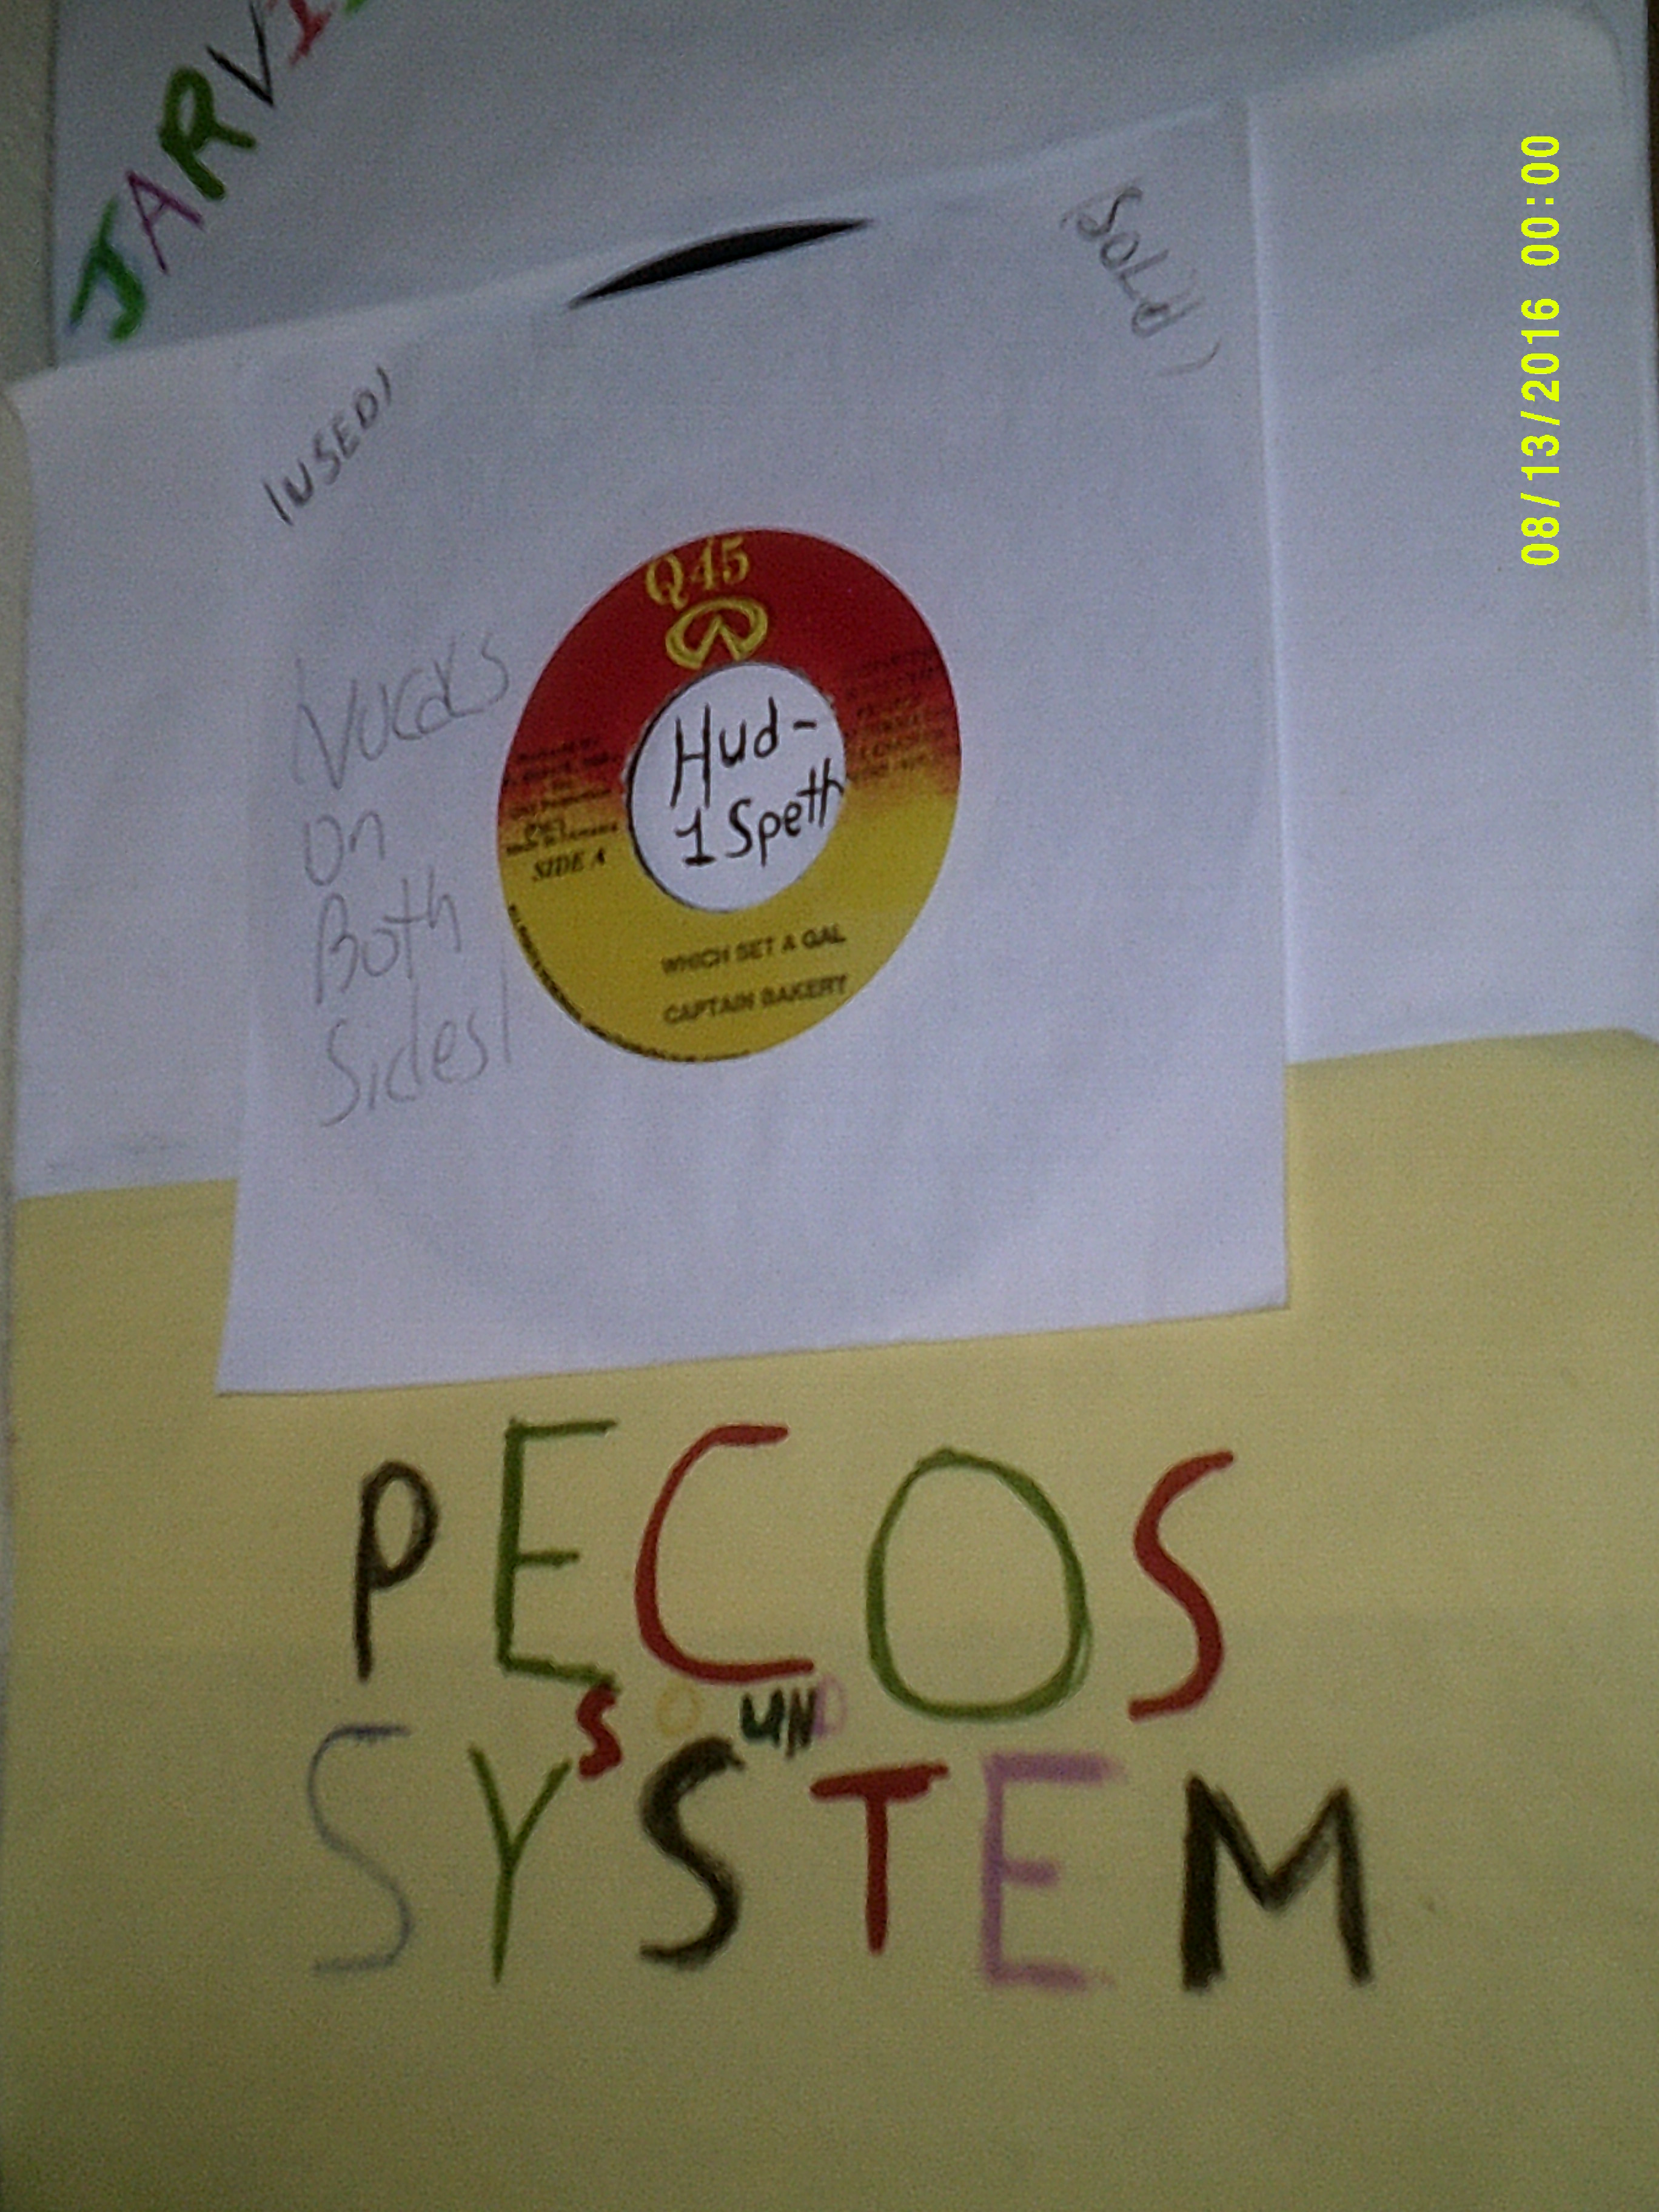 JARVI
08/13/2016 00:00
Solid)
(USED)
Q45
Vocals
on
Both
Sides!
Hud-
1 Speth
SIDE A
WHICH SET A GAL
CAPTAIN BAKERY
PECOS
SOUND
SYSTEM